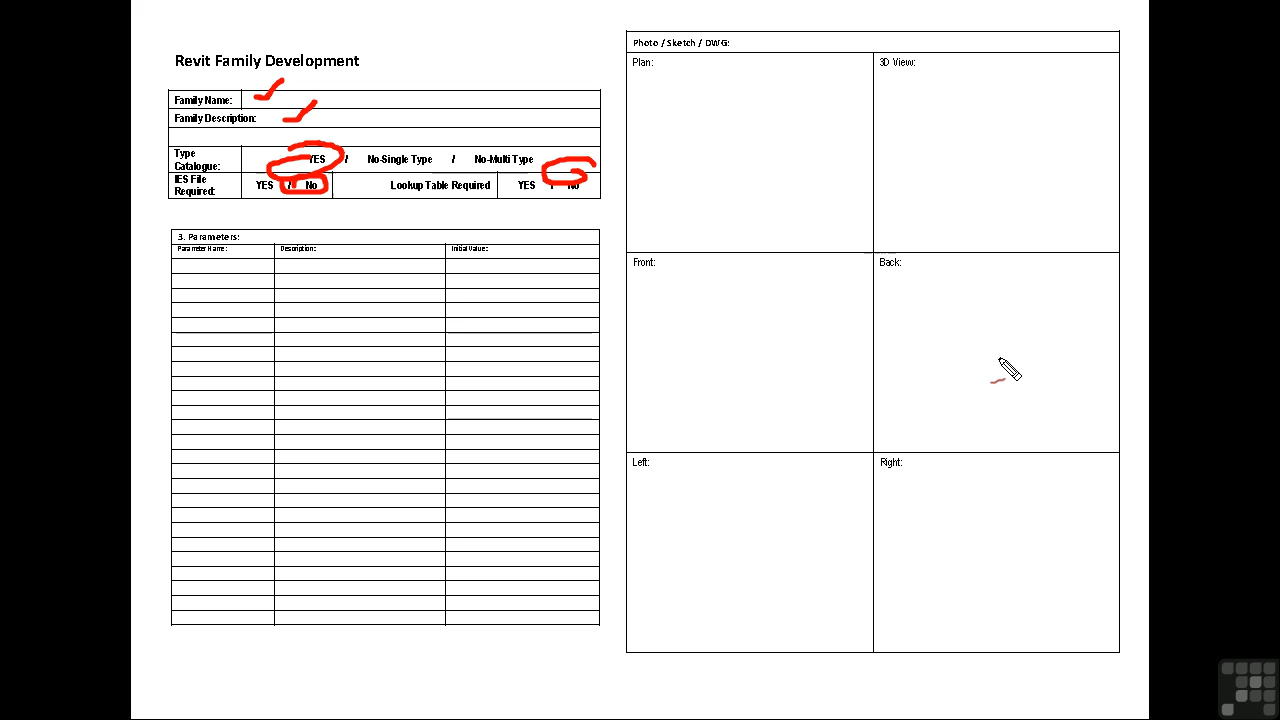 Revit Family Development
Family Name:
Family Description:
Type Catalogue: YES / No-Single Type / No-Multi Type
IES File Required: YES / No Lookup Table Required YES / No
3. Parameters:
Parameter Name: Description: Initial Value:
Photo / Sketch / DWG:
Plan: 3D View:
Front: Back:
Left: Right: